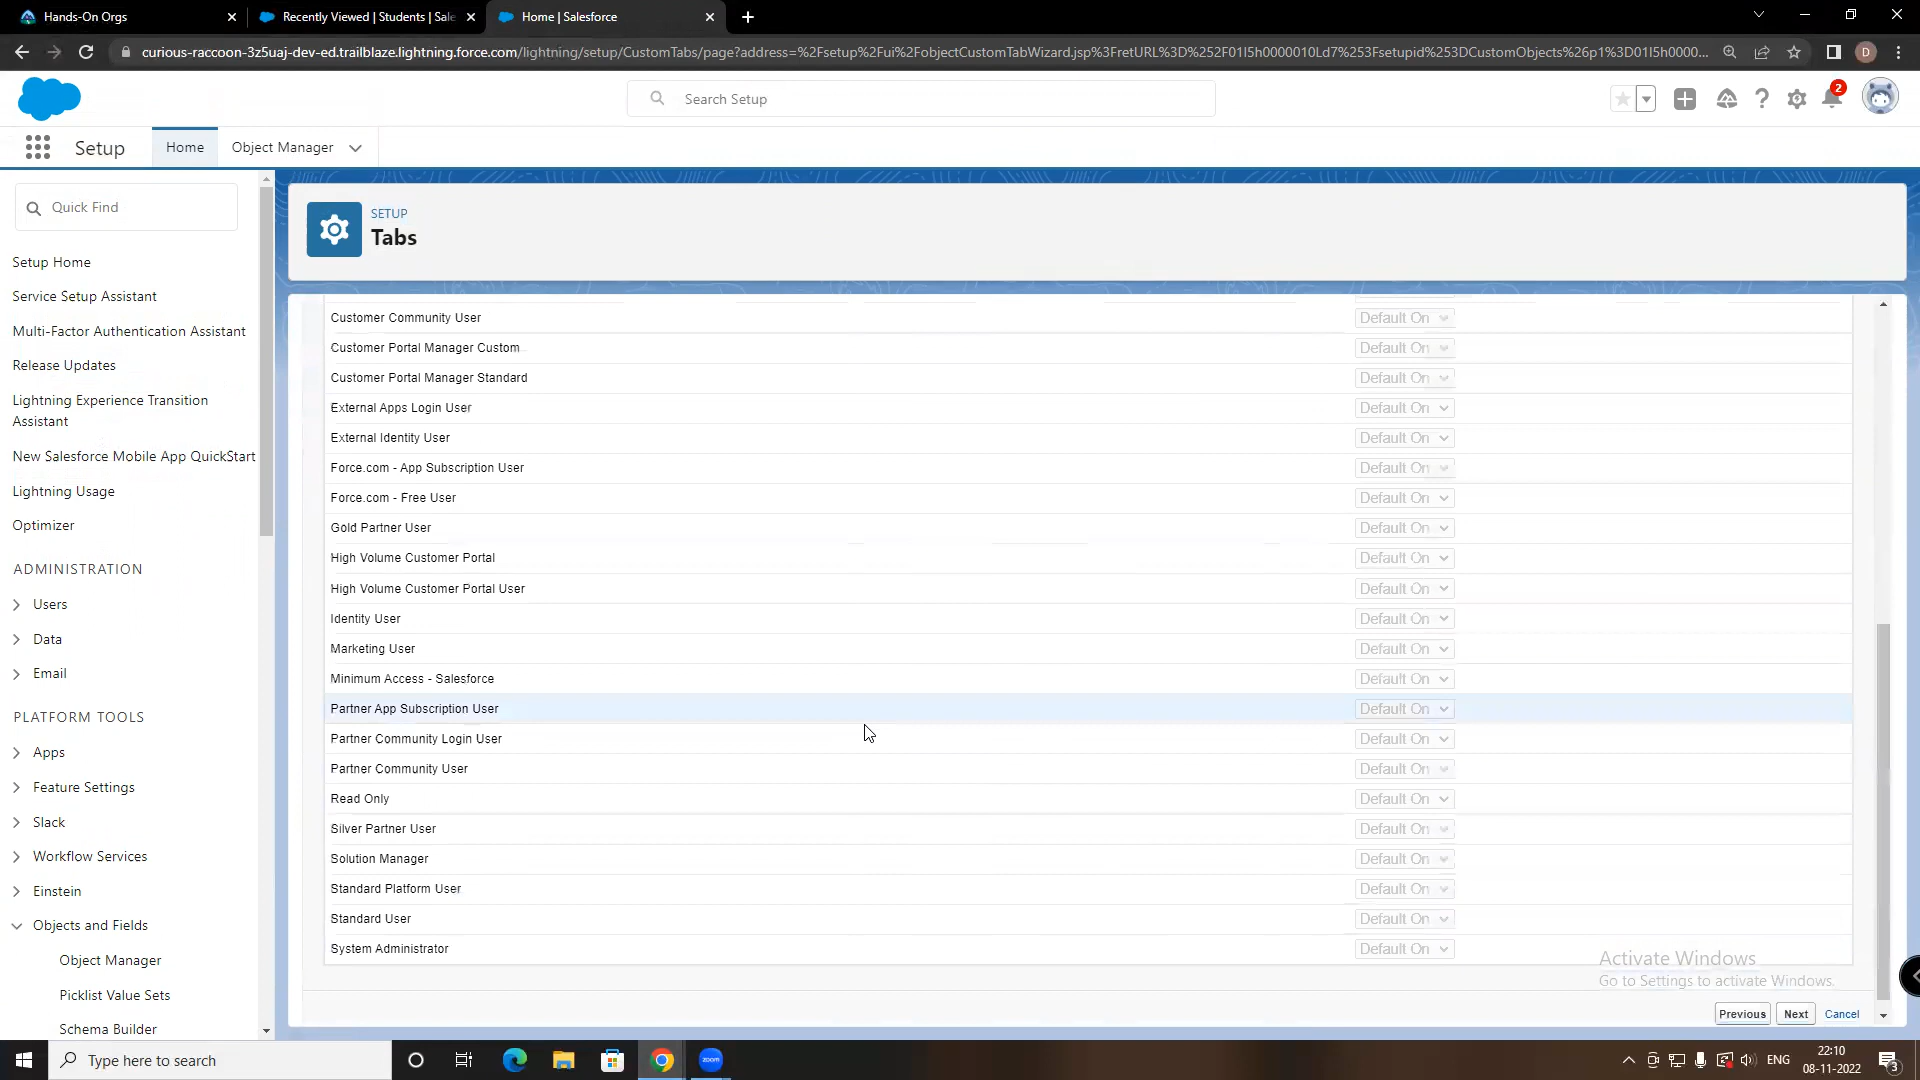 Hands-On Orgs
Recently Viewed | Students | Sale
Home | Salesforce
curious-raccoon-3z5uaj-dev-ed.trailblaze.lightning.force.com/lightning/setup/CustomTabs/page?address=%2Fsetup%2Fui%2FobjectCustomTabWizard.jsp%3FretURL%3D%252F01I5h0000010Ld7%253Fsetupid%253DCustomObjects%26p1%3D01I5h0000...
D
Search Setup
2
Setup
Home
Object Manager
Quick Find
Setup Home
Service Setup Assistant
Multi-Factor Authentication Assistant
Release Updates
Lightning Experience Transition
Assistant
New Salesforce Mobile App QuickStart
Lightning Usage
Optimizer
ADMINISTRATION
Users
Data
Email
PLATFORM TOOLS
Apps
Feature Settings
Slack
Workflow Services
Einstein
Objects and Fields
Object Manager
Picklist Value Sets
Schema Builder
SETUP
Tabs
Customer Community User Default On
Customer Portal Manager Custom Default On
Customer Portal Manager Standard Default On
External Apps Login User Default On
External Identity User Default On
Force.com - App Subscription User Default On
Force.com - Free User Default On
Gold Partner User Default On
High Volume Customer Portal Default On
High Volume Customer Portal User Default On
Identity User Default On
Marketing User Default On
Minimum Access - Salesforce Default On
Partner App Subscription User Default On
Partner Community Login User Default On
Partner Community User Default On
Read Only Default On
Silver Partner User Default On
Solution Manager Default On
Standard Platform User Default On
Standard User Default On
System Administrator Default On
Activate Windows
Go to Settings to activate Windows.
Previous Next Cancel
Type here to search
zoom
ENG
22:10
08-11-2022
3